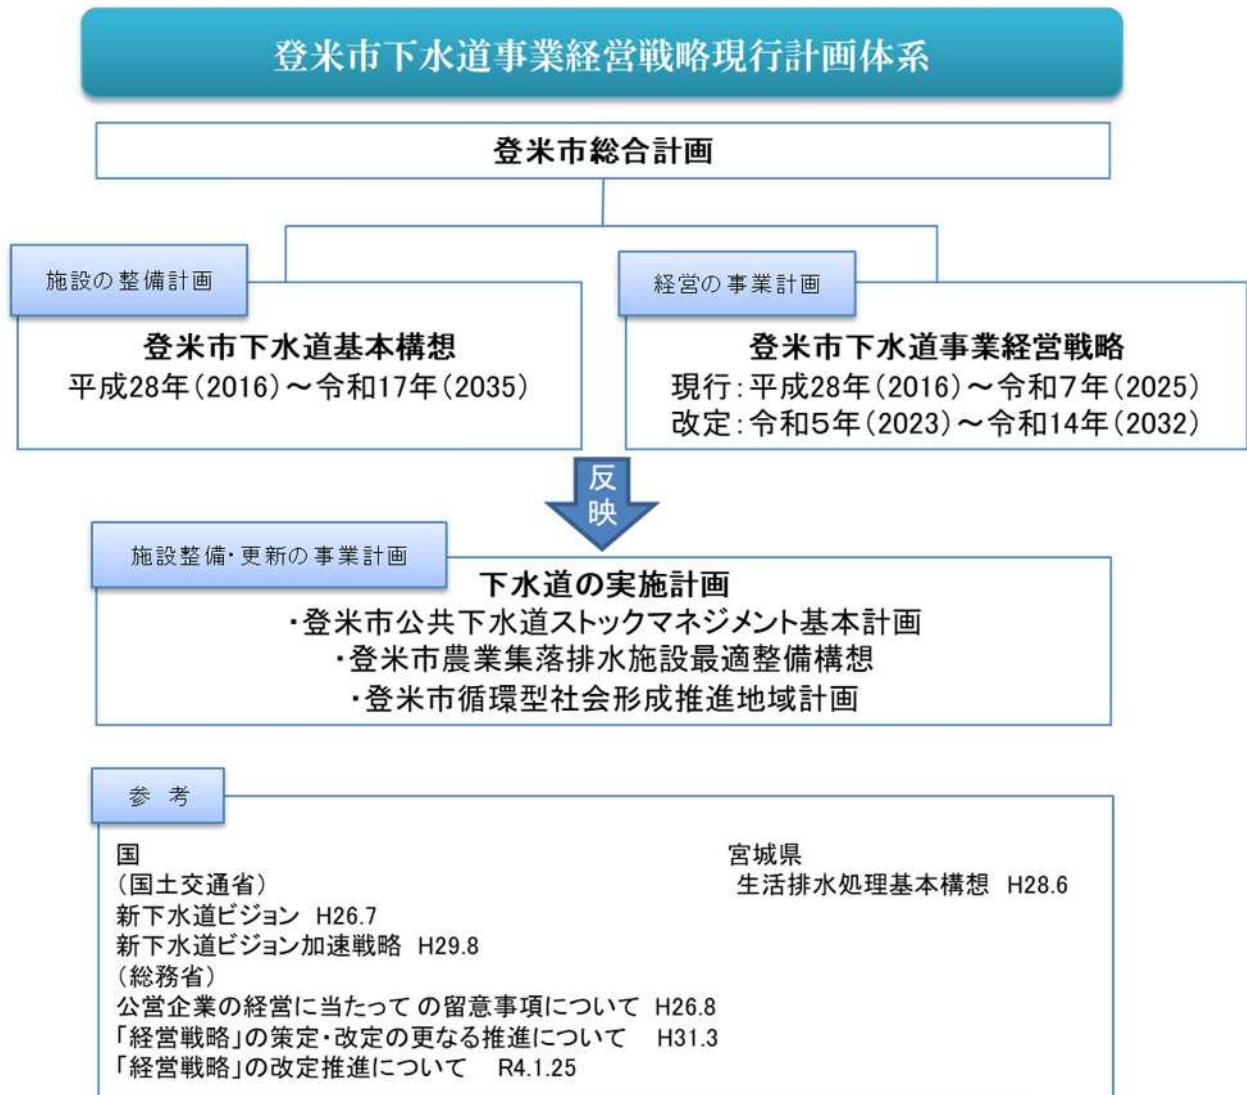 登米市下水道事業経営戦略現行計画体系
登米市総合計画
施設の整備計画
登米市下水道基本構想
平成28年(2016)～令和17年(2035)
経営の事業計画
登米市下水道事業経営戦略
現行:平成28年(2016)～令和7年(2025)
改定:令和5年(2023)～令和14年(2032)
反
映
施設整備・更新の事業計画
下水道の実施計画
・登米市公共下水道ストックマネジメント基本計画
・登米市農業集落排水施設最適整備構想
・登米市循環型社会形成推進地域計画
参 考
国
(国土交通省)
新下水道ビジョン H26.7
新下水道ビジョン加速戦略 H29.8
(総務省)
公営企業の経営に当たっての留意事項について H26.8
「経営戦略」の策定・改定の更なる推進について H31.3
「経営戦略」の改定推進について R4.1.25
宮城県
生活排水処理基本構想 H28.6